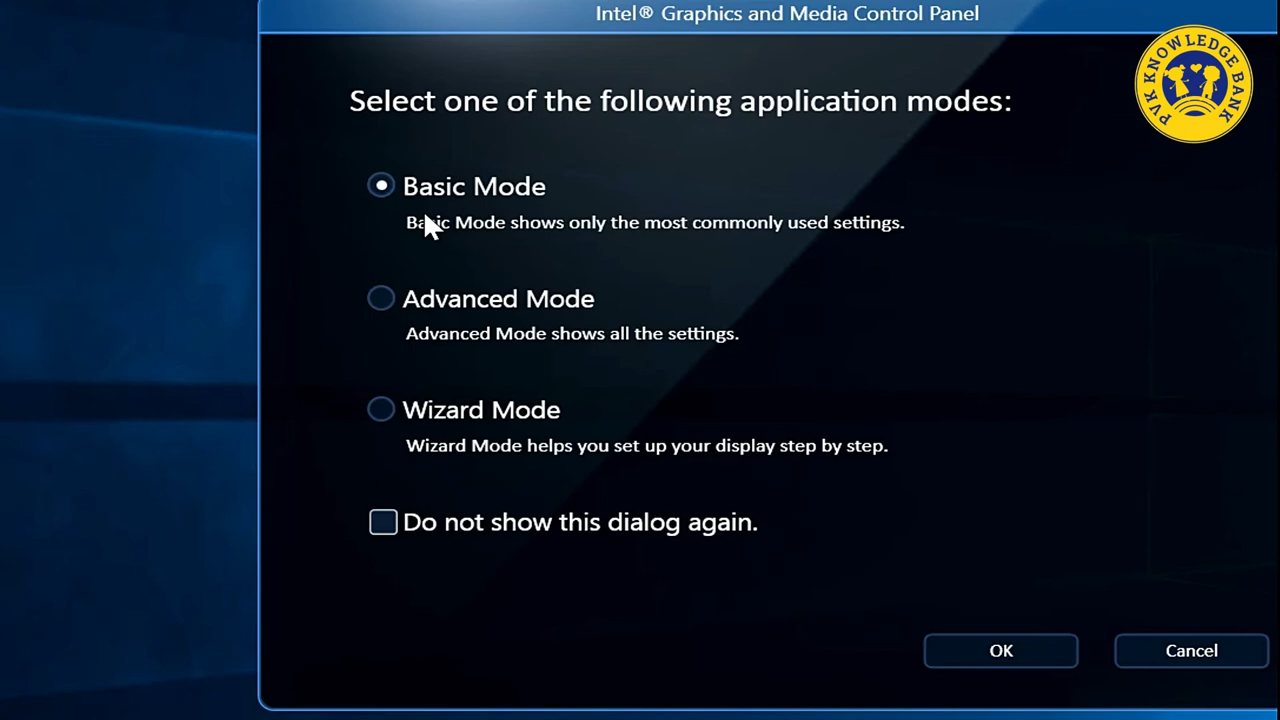 Intel® Graphics and Media Control Panel
PVK KNOWLEDGE BANK
Select one of the following application modes:
Basic Mode
Basic Mode shows only the most commonly used settings.
Advanced Mode
Advanced Mode shows all the settings.
Wizard Mode
Wizard Mode helps you set up your display step by step.
Do not show this dialog again.
OK
Cancel